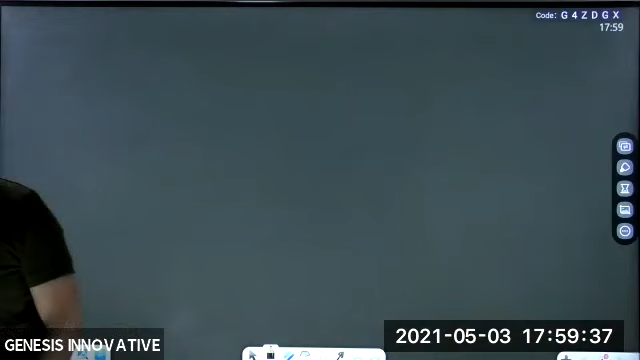 Code: G 4 Z D G X
17:59
GENESIS INNOVATIVE
2021-05-03 17:59:37